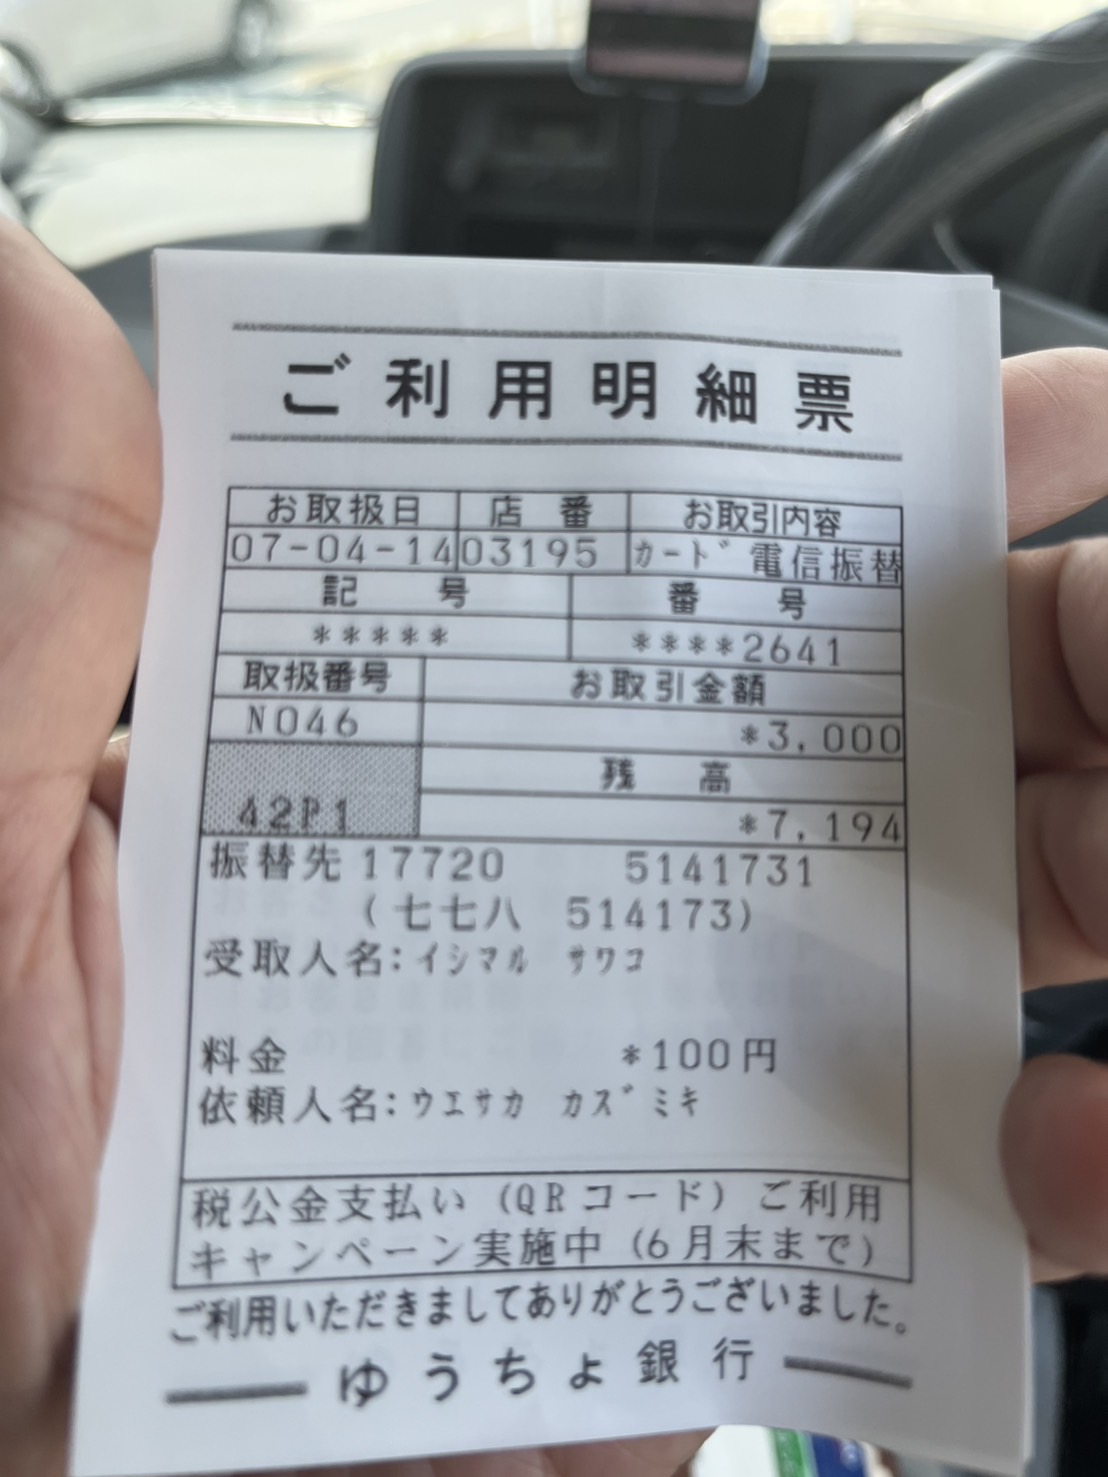 ご利用明細票
お取扱日 店番 お取引内容
07-04-14 03195 カード電信振替
記号 番号
***** ****2641
取扱番号 お取引金額
N046 *3,000
残高
42P1 *7,194
振替先 17720 5141731
(七七八 514173)
受取人名:イシマル サワコ
料金 *100円
依頼人名:ウエサカ カズミキ
税公金支払い(QRコード)ご利用
キャンペーン実施中(6月末まで)
ご利用いただきましてありがとうございました。
ゆうちょ銀行